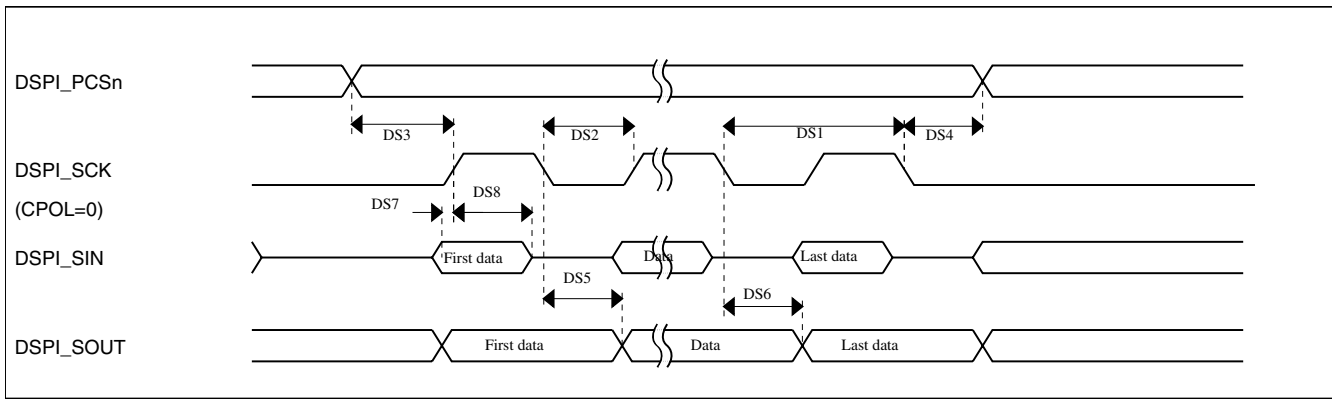 DSPI_PCSn
DS3
DS2
DS1
DS4
DSPI_SCK
(CPOL=0)
DS7
DS8
DSPI_SIN
First data
Data
Last data
DS5
DS6
DSPI_SOUT
First data
Data
Last data